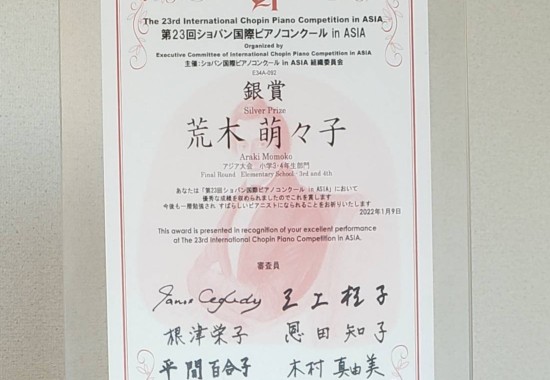 The 23rd International Chopin Piano Competition in ASIA
第23回ショパン国際ピアノコンクール in ASIA
Organized by
Executive Committee of International Chopin Piano Competition in ASIA
主催：ショパン国際ピアノコンクール in ASIA 組織委員会
E34A-092
銀賞
Silver Prize
荒木 萌々子
Araki Momoko
アジア大会 小学3・4年生部門
Final Round Elementary School · 3rd and 4th
あなたは「第23回ショパン国際ピアノコンクール in ASIA」において
優秀な成績を収められましたのでこれを賞します
今後も一層勉強され すばらしいピアニストになられることをお祈りいたします
2022年1月9日
This award is presented in recognition of your excellent performance
at The 23rd International Chopin Piano Competition in ASIA.
審査員
根津栄子 恩田知子
平間百合子 木村真由美